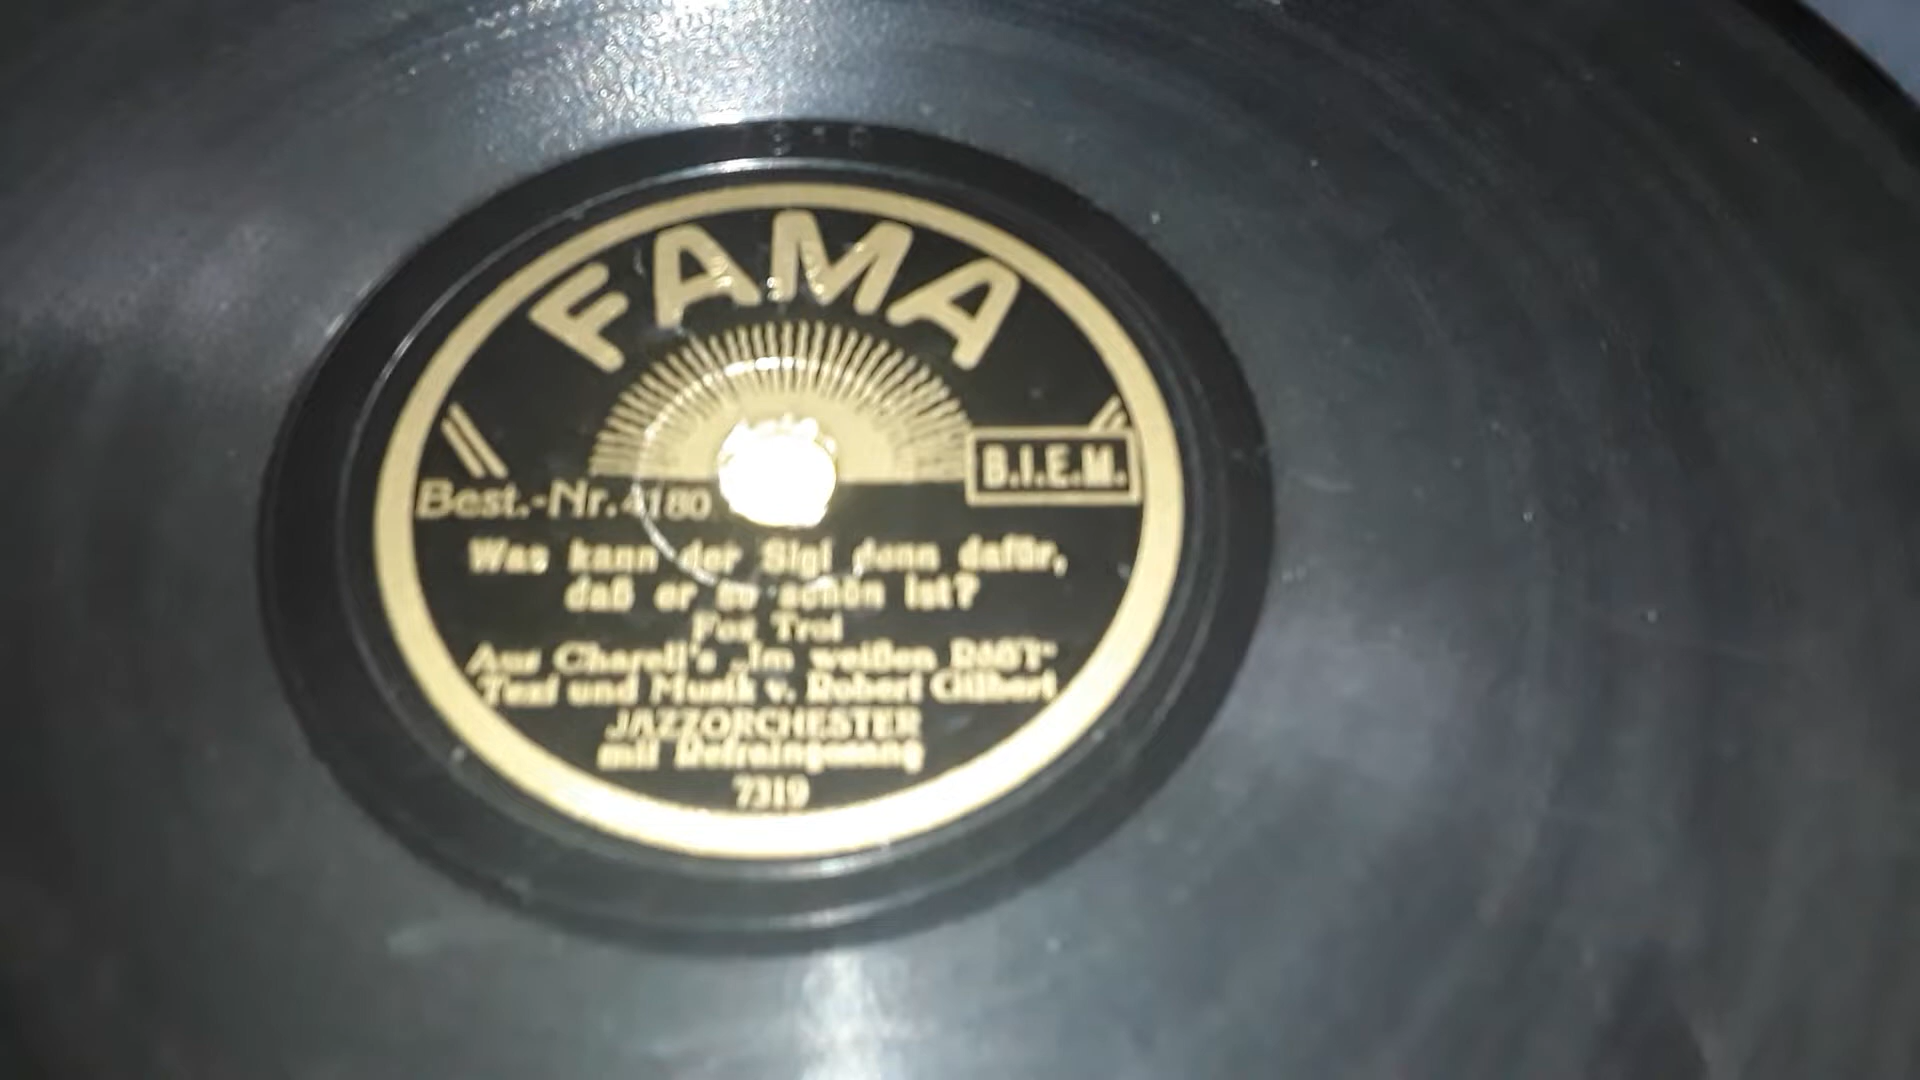 FAMA
B.I.E.M.
Best.-Nr. 4180
Was kann der Sigi denn dafür,
daß er so schön ist?
Fox Trot
Aus Charell's „Im weißen Rößl"
Text und Musik v. Robert Gilbert
JAZZORCHESTER
mit Refraingesang
7319